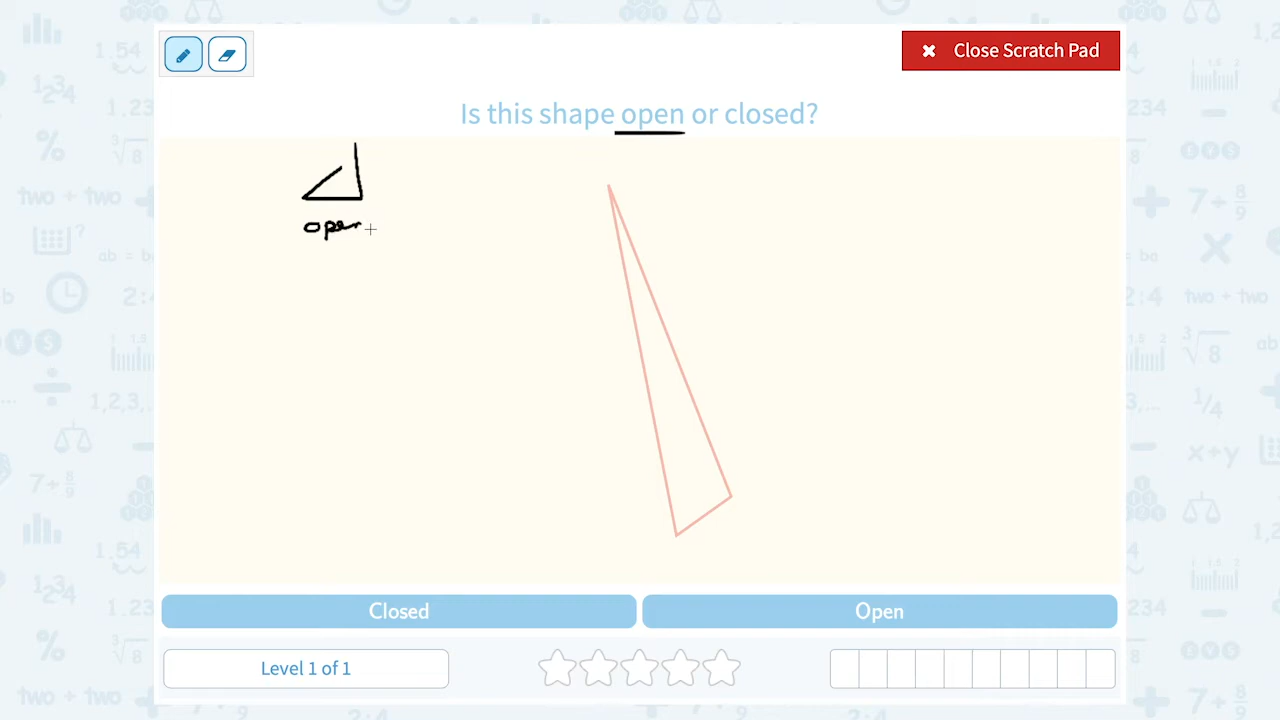 Close Scratch Pad
Is this shape open or closed?
open
Closed
Open
Level 1 of 1